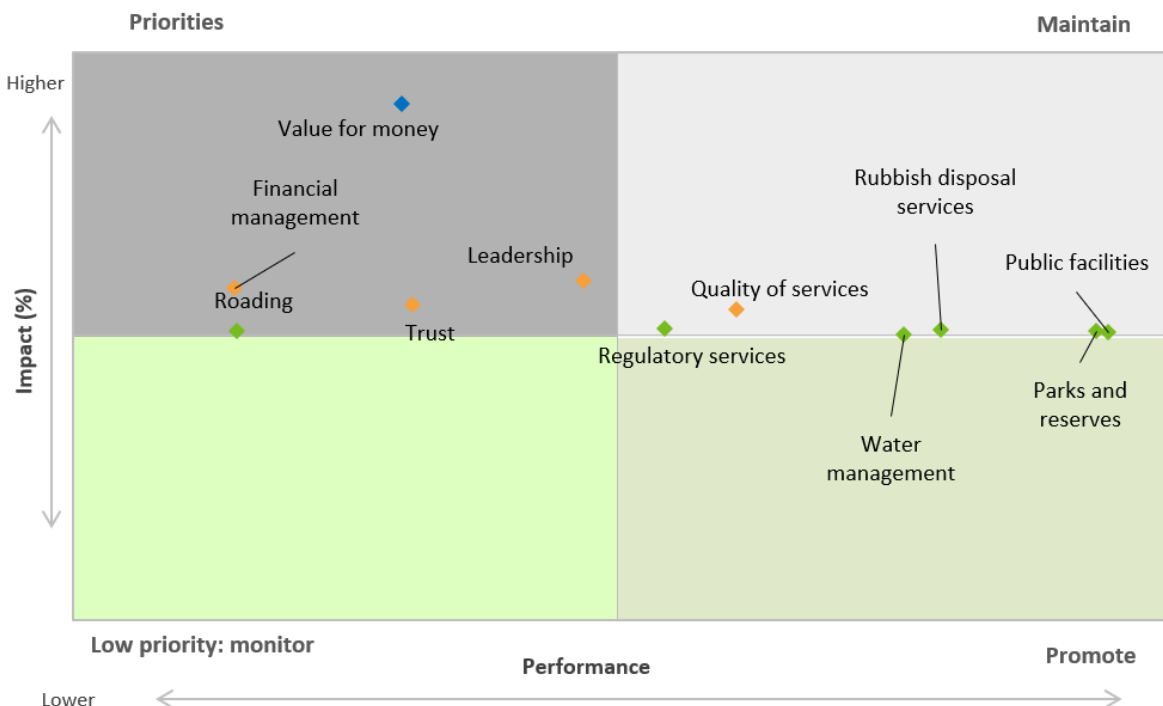 Priorities
Maintain
Higher
Value for money
Financial
management
Rubbish disposal
services
Leadership
Public facilities
Quality of services
Roading
Trust
Regulatory services
Impact (%)
Parks and
reserves
Water
management
Low priority: monitor
Performance
Promote
Lower